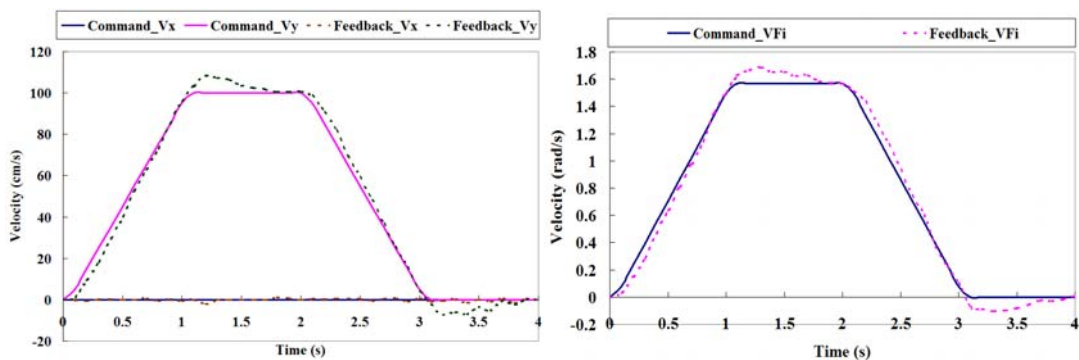 Command_Vx Command_Vy Feedback_Vx Feedback_Vy
120
100
80
60
40
20
0
-20
Velocity (cm/s)
0 0.5 1 1.5 2 2.5 3 3.5 4
Time (s)
Command_VFi Feedback_VFi
1.8
1.6
1.4
1.2
1
0.8
0.6
0.4
0.2
0
-0.2
Velocity (rad/s)
0 0.5 1 1.5 2 2.5 3 3.5 4
Time (s)